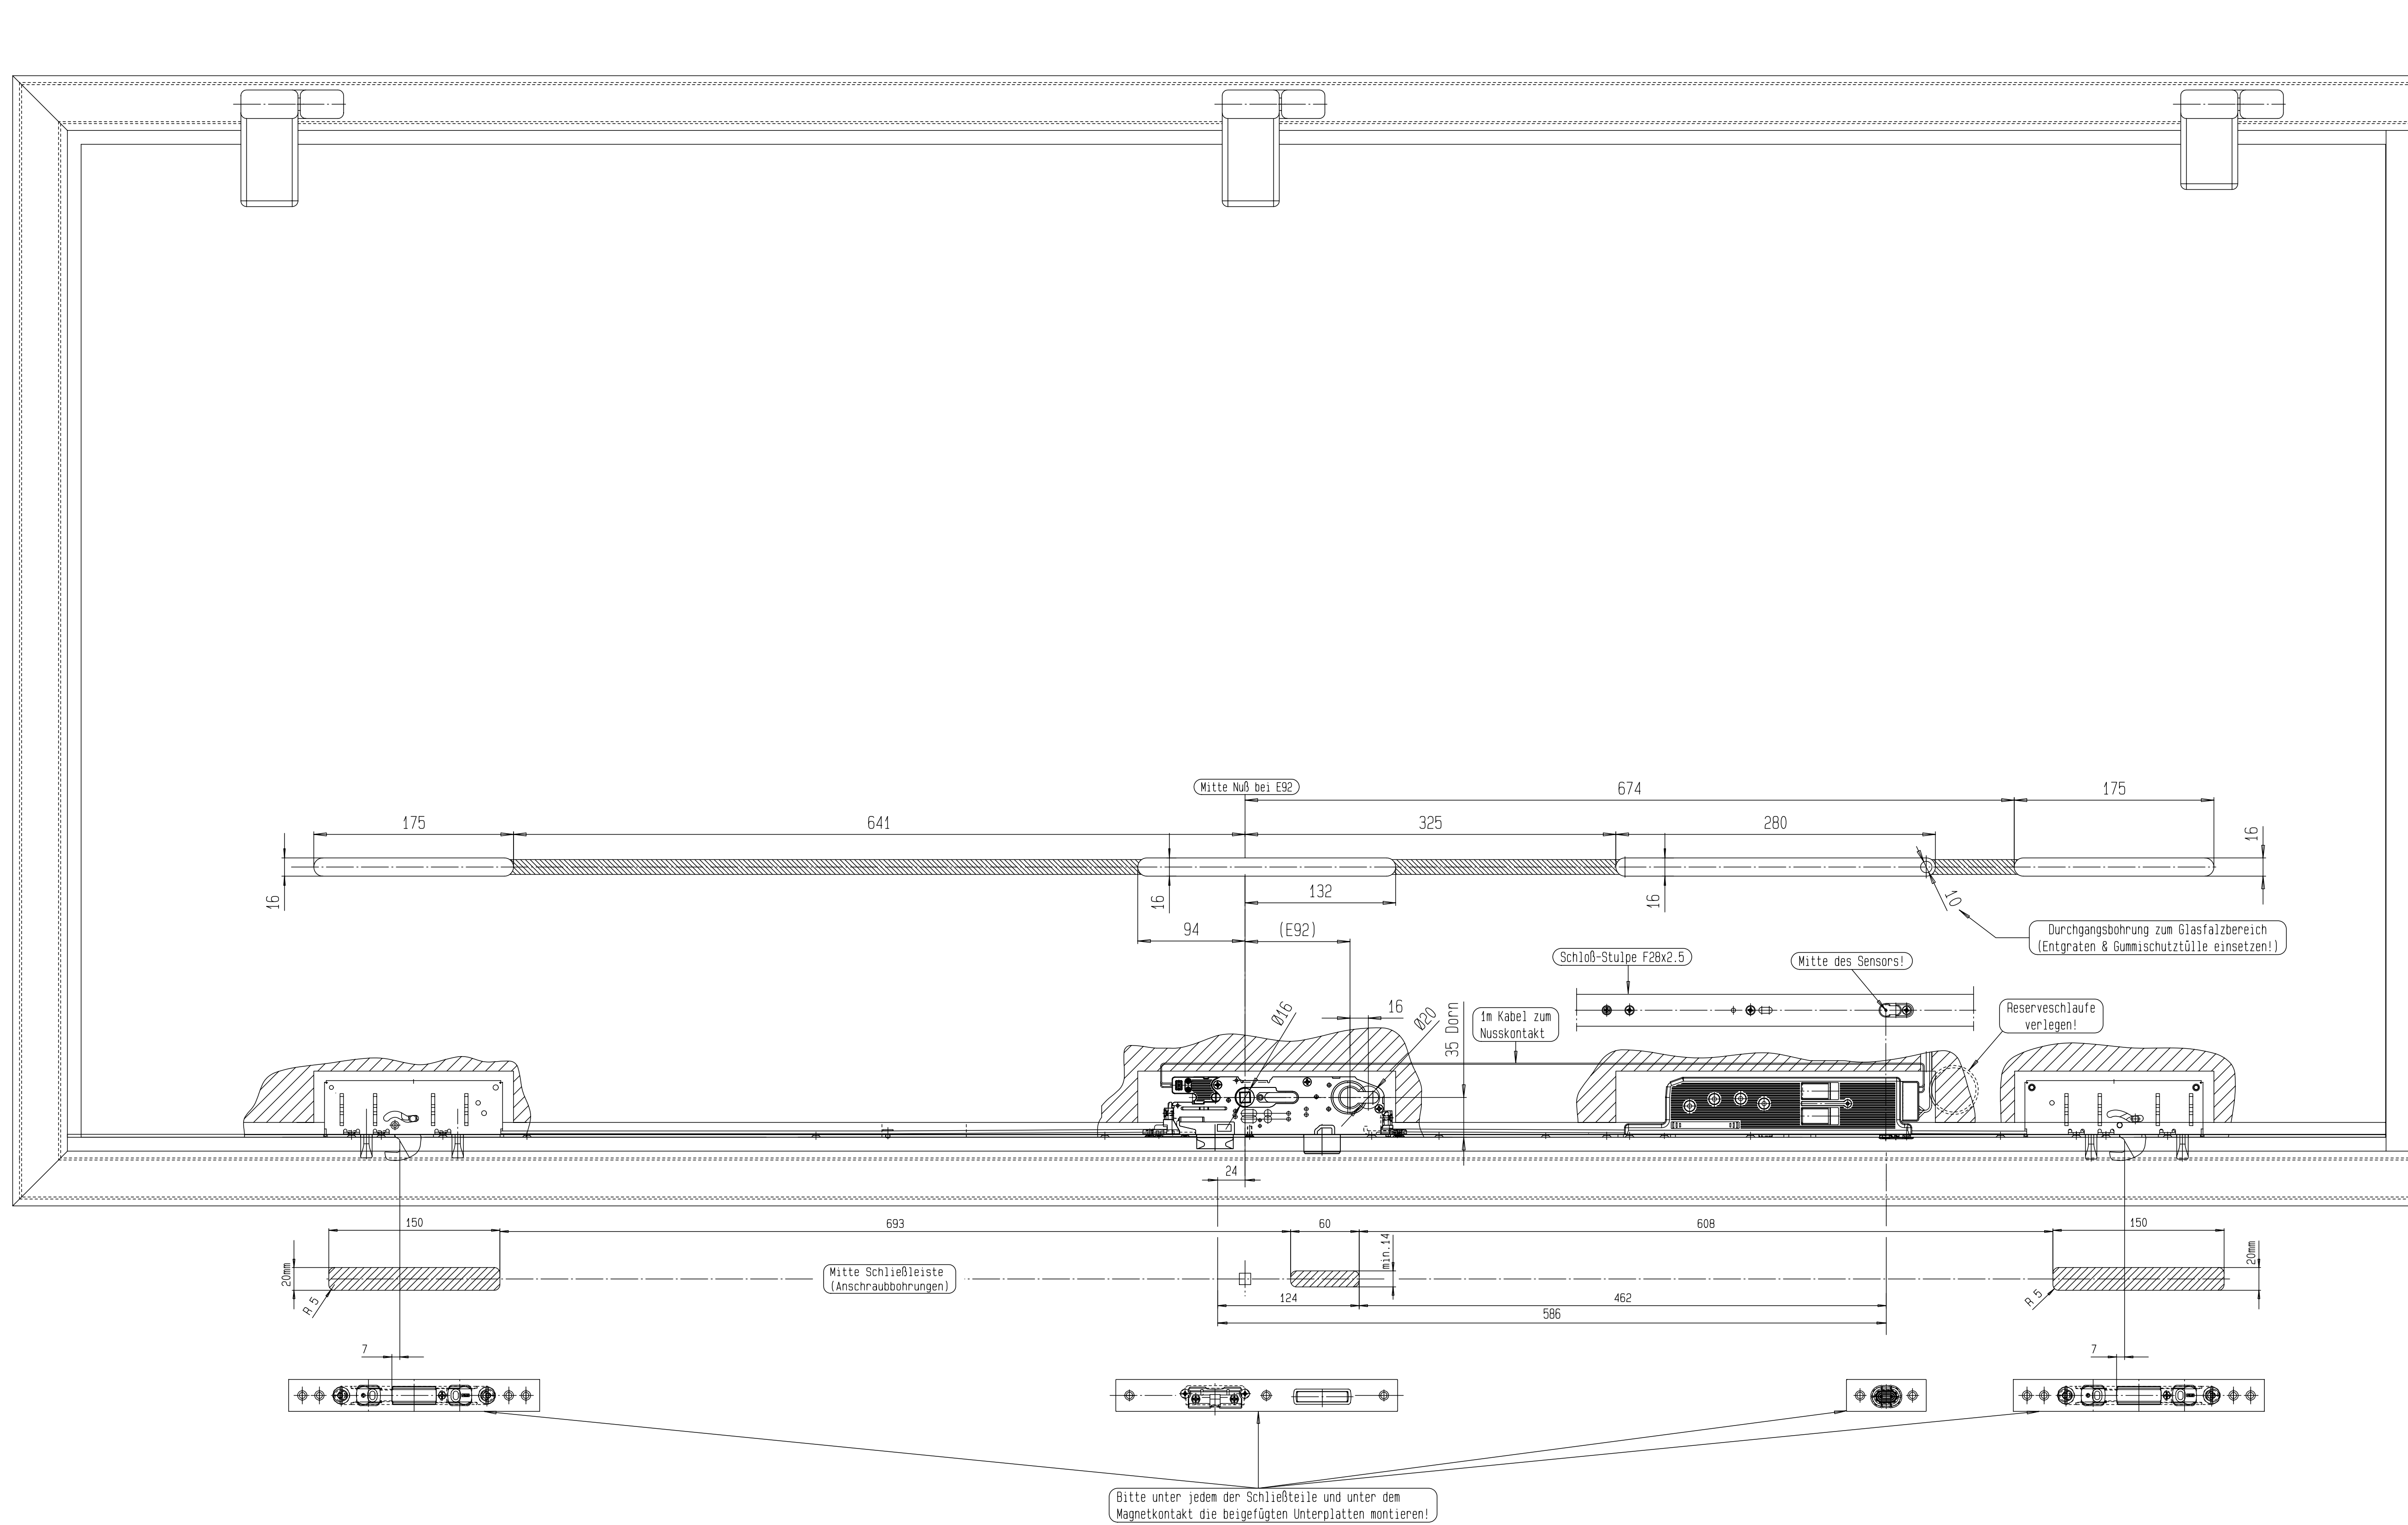 Mitte Nuß bei E92
674
175
175
641
325
280
16
16
16
132
16
10
94
(E92)
Durchgangsbohrung zum Glasfalzbereich
(Entgraten & Gummischutztülle einsetzen!)
Schloß-Stulpe F28x2.5
Mitte des Sensors!
Ø16
16
Ø20
35 Dorn
1m Kabel zum
Nusskontakt
Reserveschlaufe
verlegen!
24
150
693
60
608
150
20mm
min.14
20mm
Mitte Schließleiste
(Anschraubbohrungen)
R 5
R 5
124
462
586
7
7
Bitte unter jedem der Schließteile und unter dem
Magnetkontakt die beigefügten Unterplatten montieren!